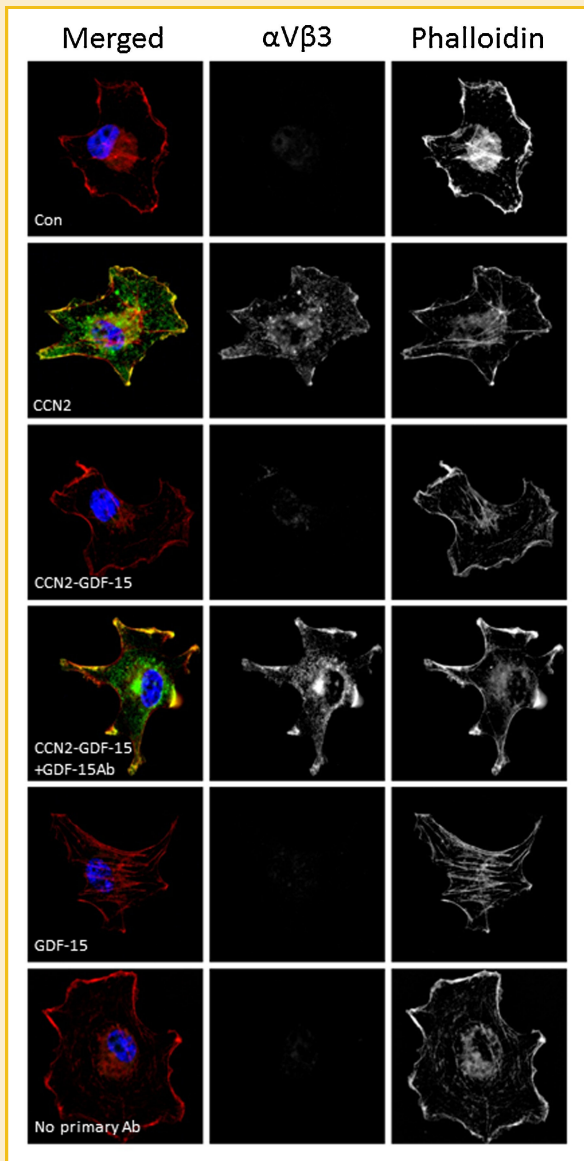 Merged αVβ3 Phalloidin
Con
CCN2
CCN2-GDF-15
CCN2-GDF-15
+GDF-15Ab
GDF-15
No primary Ab